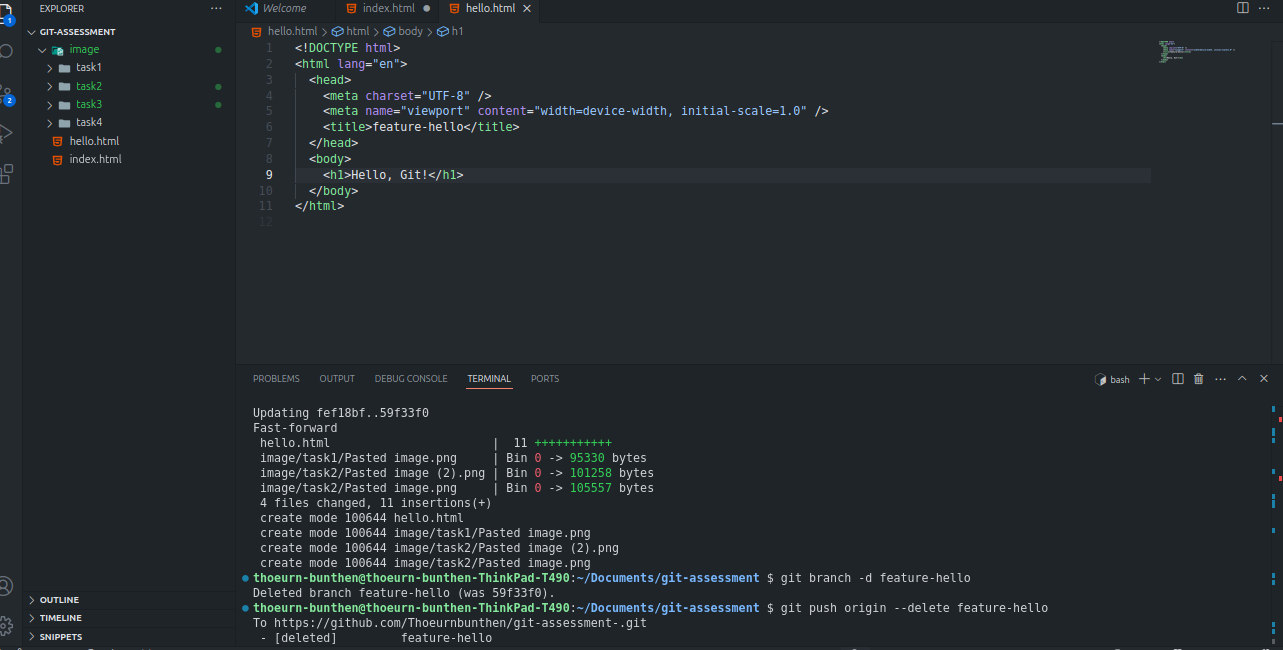 EXPLORER ···
GIT-ASSESSMENT
image
task1
task2
task3
task4
hello.html
index.html
OUTLINE
TIMELINE
SNIPPETS
1
2
Welcome index.html hello.html
hello.html > html > body > h1
1 <!DOCTYPE html>
2 <html lang="en">
3 <head>
4 <meta charset="UTF-8" />
5 <meta name="viewport" content="width=device-width, initial-scale=1.0" />
6 <title>feature-hello</title>
7 </head>
8 <body>
9 <h1>Hello, Git!</h1>
10 </body>
11 </html>
12
PROBLEMS OUTPUT DEBUG CONSOLE TERMINAL PORTS bash
Updating fef18bf..59f33f0
Fast-forward
hello.html | 11 +++++++++++
image/task1/Pasted image.png | Bin 0 -> 95330 bytes
image/task2/Pasted image (2).png | Bin 0 -> 101258 bytes
image/task2/Pasted image.png | Bin 0 -> 105557 bytes
4 files changed, 11 insertions(+)
create mode 100644 hello.html
create mode 100644 image/task1/Pasted image.png
create mode 100644 image/task2/Pasted image (2).png
create mode 100644 image/task2/Pasted image.png
thoeurn-bunthen@thoeurn-bunthen-ThinkPad-T490:~/Documents/git-assessment $ git branch -d feature-hello
Deleted branch feature-hello (was 59f33f0).
thoeurn-bunthen@thoeurn-bunthen-ThinkPad-T490:~/Documents/git-assessment $ git push origin --delete feature-hello
To https://github.com/Thoeurnbunthen/git-assessment-.git
- [deleted] feature-hello